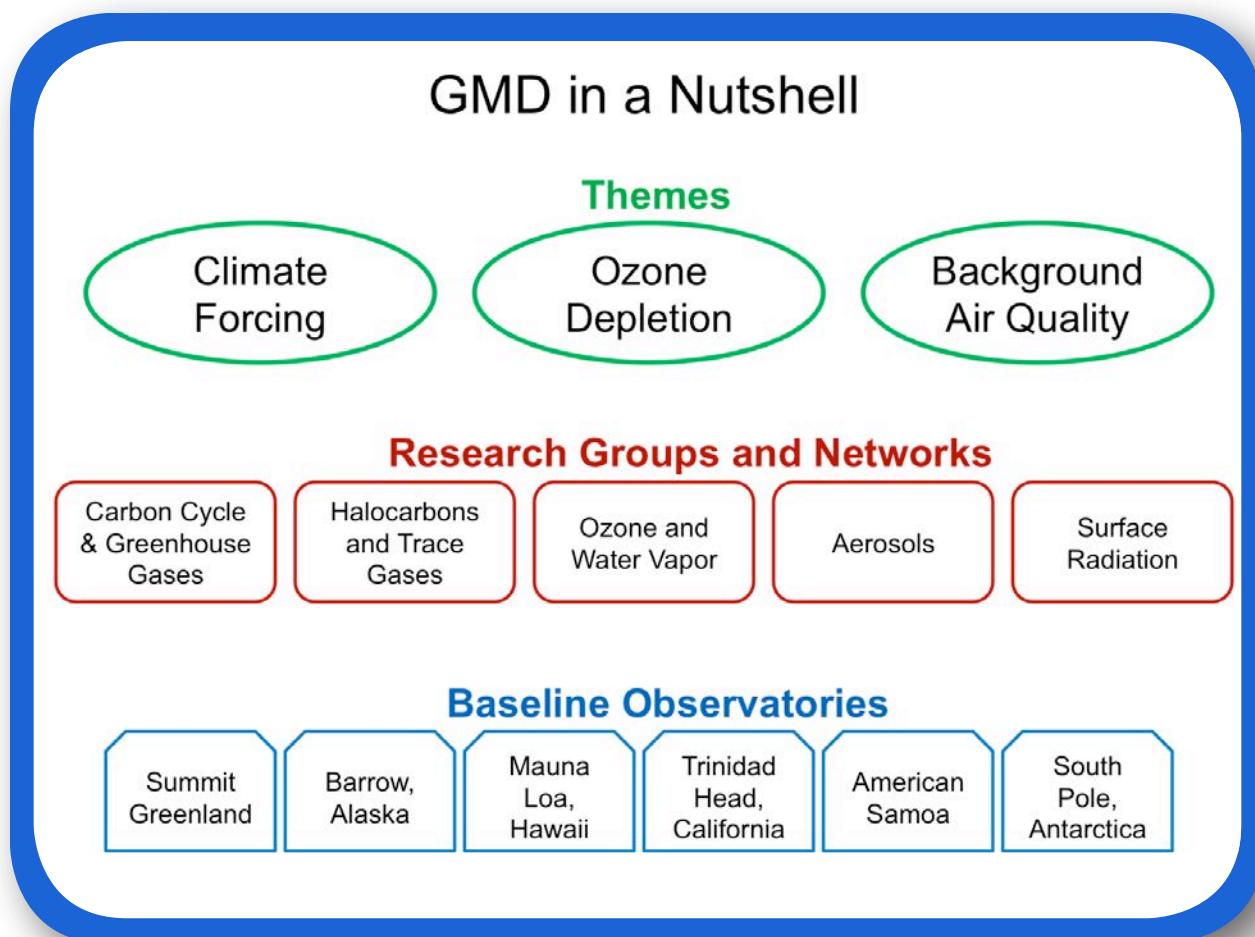 GMD in a Nutshell
Themes
Climate
Forcing
Ozone
Depletion
Background
Air Quality
Research Groups and Networks
Carbon Cycle
& Greenhouse
Gases
Halocarbons
and Trace
Gases
Ozone and
Water Vapor
Aerosols
Surface
Radiation
Baseline Observatories
Summit
Greenland
Barrow,
Alaska
Mauna
Loa,
Hawaii
Trinidad
Head,
California
American
Samoa
South
Pole,
Antarctica